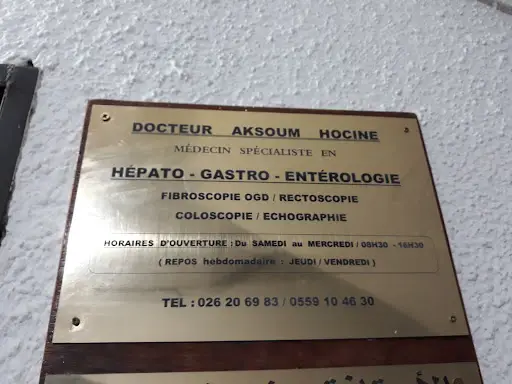 DOCTEUR AKSOUM HOCINE
MÉDECIN SPÉCIALISTE EN
HÉPATO - GASTRO - ENTÉROLOGIE
FIBROSCOPIE OGD / RECTOSCOPIE
COLOSCOPIE / ECHOGRAPHIE
HORAIRES D'OUVERTURE : Du SAMEDI au MERCREDI / 08H30 - 16H30
( REPOS hebdomadaire : JEUDI / VENDREDI )
TEL : 026 20 69 83 / 0559 10 46 30